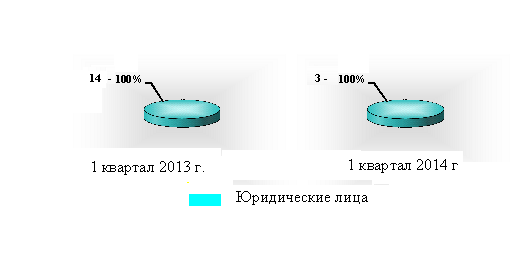 14 - 100%
3 - 100%
1 квартал 2013 г.
1 квартал 2014 г
Юридические лица